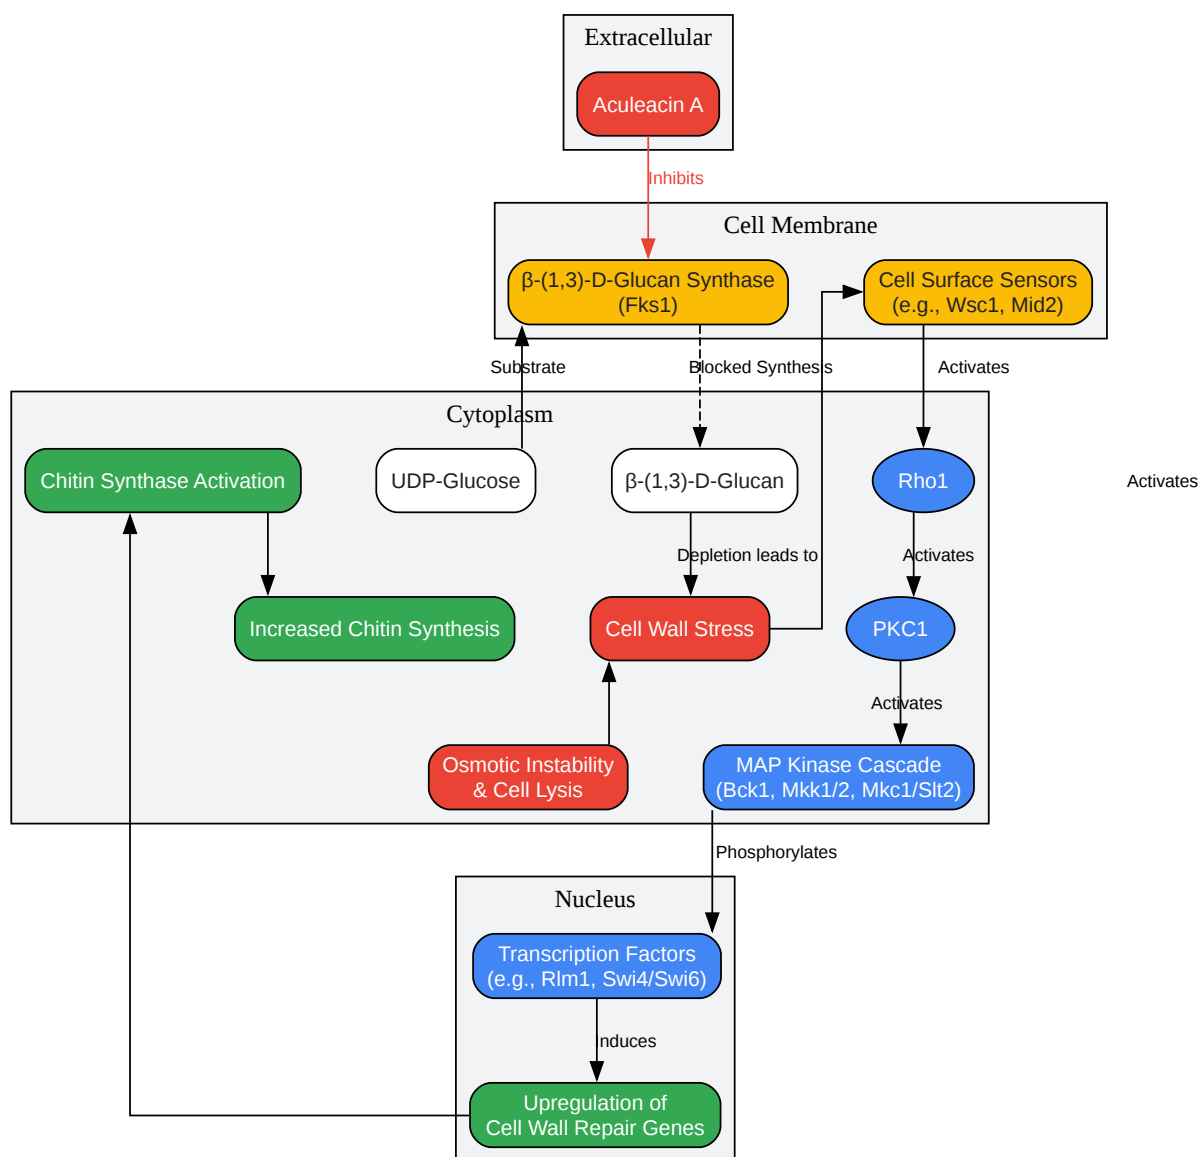 Extracellular
Aculeacin A
Inhibits
Cell Membrane
β-(1,3)-D-Glucan Synthase
(Fks1)
Cell Surface Sensors
(e.g., Wsc1, Mid2)
Substrate
Blocked Synthesis
Activates
Cytoplasm
Chitin Synthase Activation
UDP-Glucose
β-(1,3)-D-Glucan
Rho1
Activates
Depletion leads to
Activates
Increased Chitin Synthesis
Cell Wall Stress
PKC1
Activates
Osmotic Instability
& Cell Lysis
MAP Kinase Cascade
(Bck1, Mkk1/2, Mkc1/Slt2)
Phosphorylates
Nucleus
Transcription Factors
(e.g., Rlm1, Swi4/Swi6)
Induces
Upregulation of
Cell Wall Repair Genes